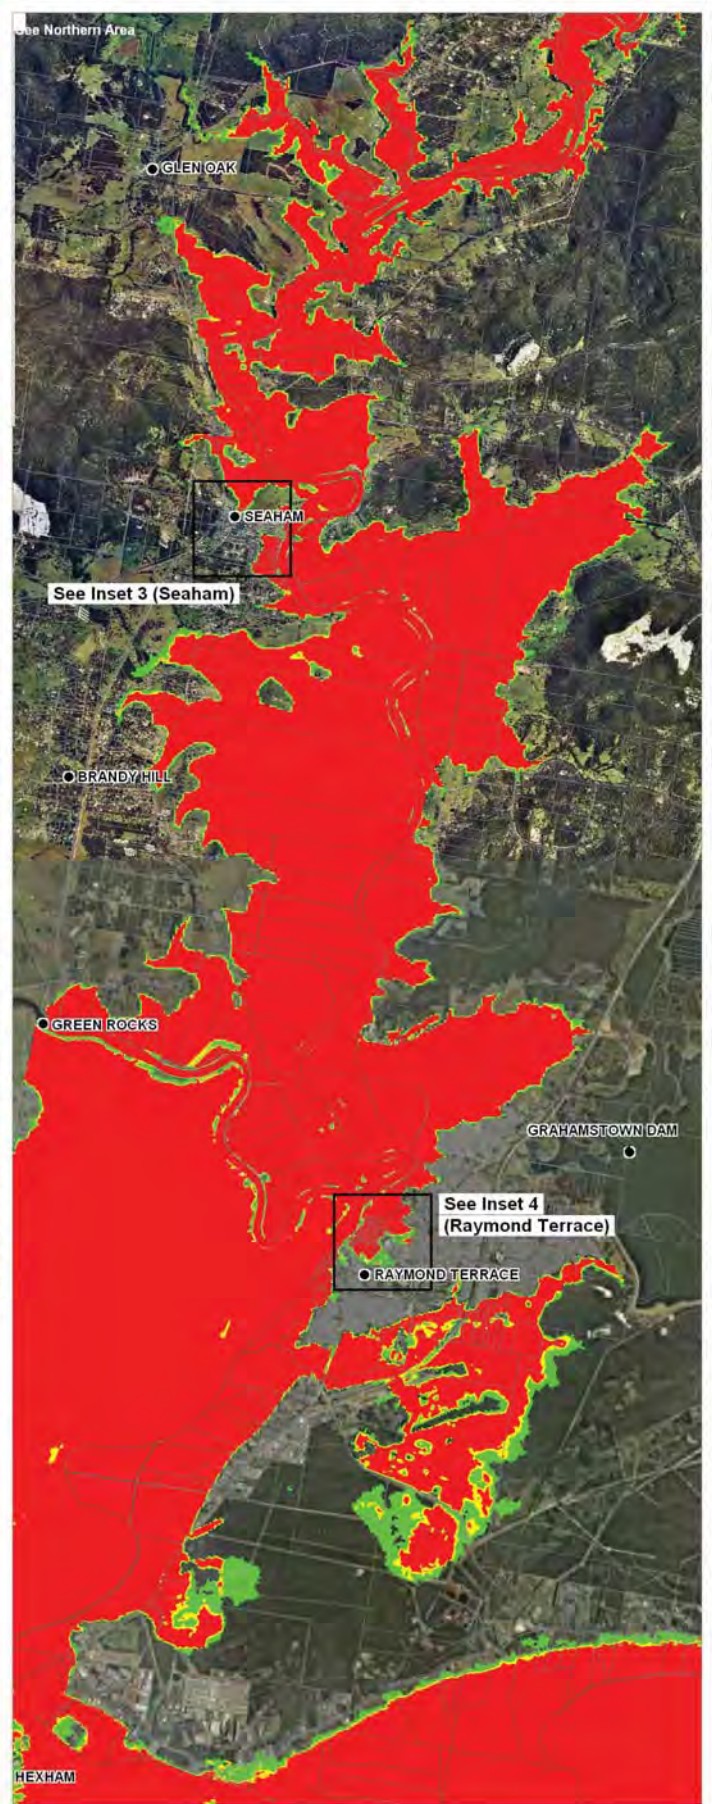 See Northern Area
GLEN OAK
SEAHAM
See Inset 3 (Seaham)
BRANDY HILL
GREEN ROCKS
GRAHAMSTOWN DAM
See Inset 4
(Raymond Terrace)
RAYMOND TERRACE
HEXHAM